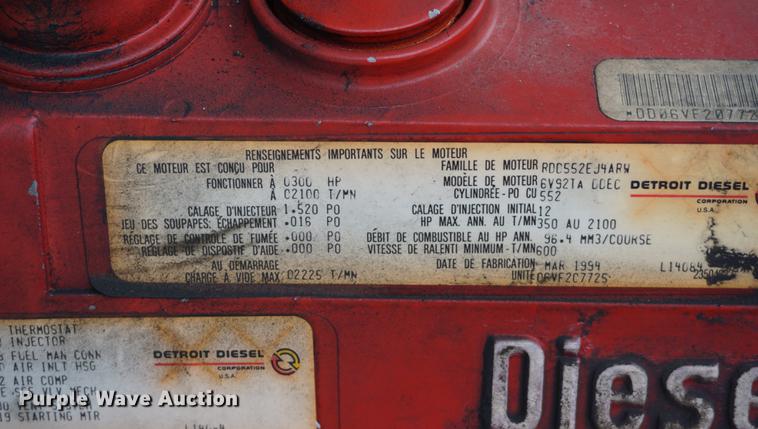 *DD06VF20772
RENSEIGNEMENTS IMPORTANTS SUR LE MOTEUR
CE MOTEUR EST CONÇU POUR FAMILLE DE MOTEUR RDC552EJ4ARW
FONCTIONNER À 0300 HP MODÈLE DE MOTEUR 6V92TA DDEC
À 02100 T/MN CYLINDRÉE-PO CU 552
DETROIT DIESEL
CORPORATION
U.S.A.
CALAGE D'INJECTEUR 1.520 PO CALAGE D'INJECTION INITIAL 12
JEU DES SOUPAPES: ÉCHAPPEMENT .016 PO HP MAX. ANN. AU T/MN 350 AU 2100
RÉGLAGE DE CONTRÔLE DE FUMÉE .000 PO DÉBIT DE COMBUSTIBLE AU HP ANN. 96.4 MM3/COURSE
RÉGLAGE DE DISPOSTIF D'AIDE .000 PO VITESSE DE RALENTI MINIMUM-T/MN 600
AU DÉMARRAGE DATE DE FABRICATION MAR 1994 L14064
CHARGE À VIDE MAX. 02225 T/MN UNITÉ 06VF207725
THERMOSTAT
INJECTOR
FUEL MAN CONN
AIR INLT HSG
AIR COMP
STARTING MTR
DETROIT DIESEL
CORPORATION
U.S.A.
Diese
Purple Wave Auction